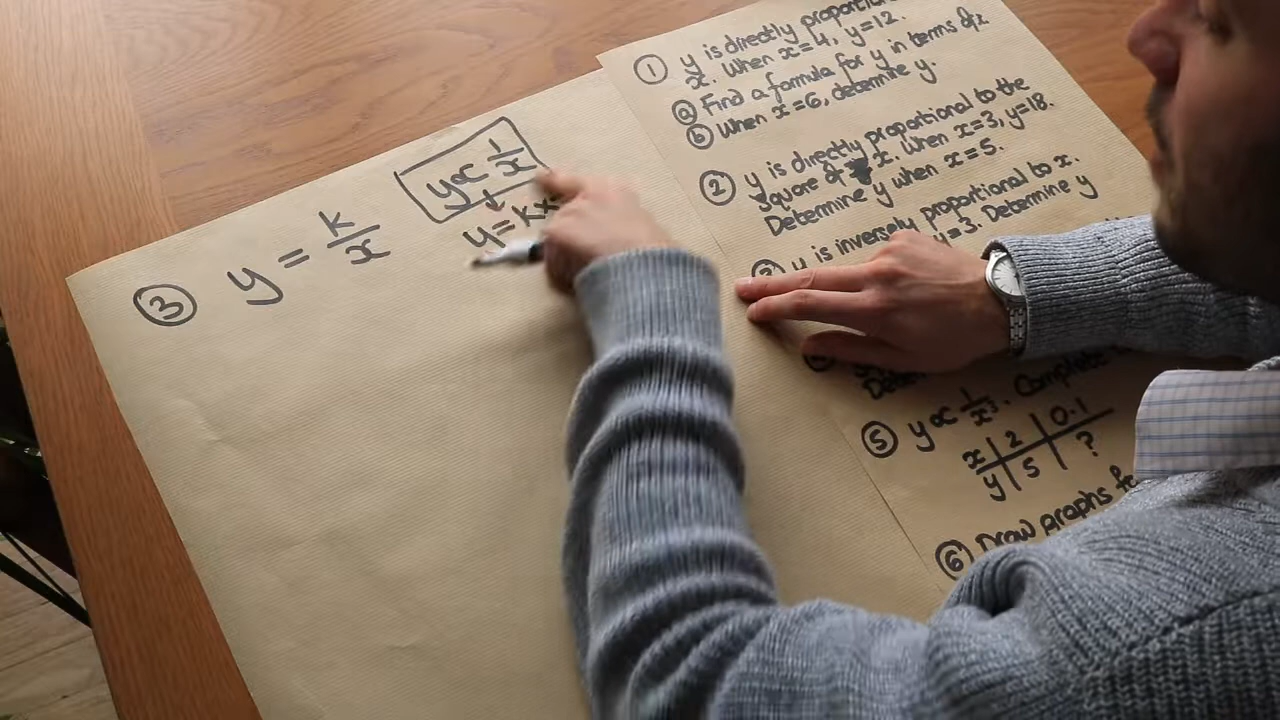 ③ y = k/x
y ∝ 1/x
y = k×
① y is directly proportional
x. When x=4, y=12.
ⓐ Find a formula for y in terms of x.
ⓑ When x=6, determine y.
② y is directly proportional to the
square of x. When x=3, y=18.
Determine y when x=5.
y is inversely proportional to x.
y=3. Determine y
⑤ y ∝ 1/x³. Complete
x | 2 | 0.1
y | 5 | ?
⑥ Draw graphs